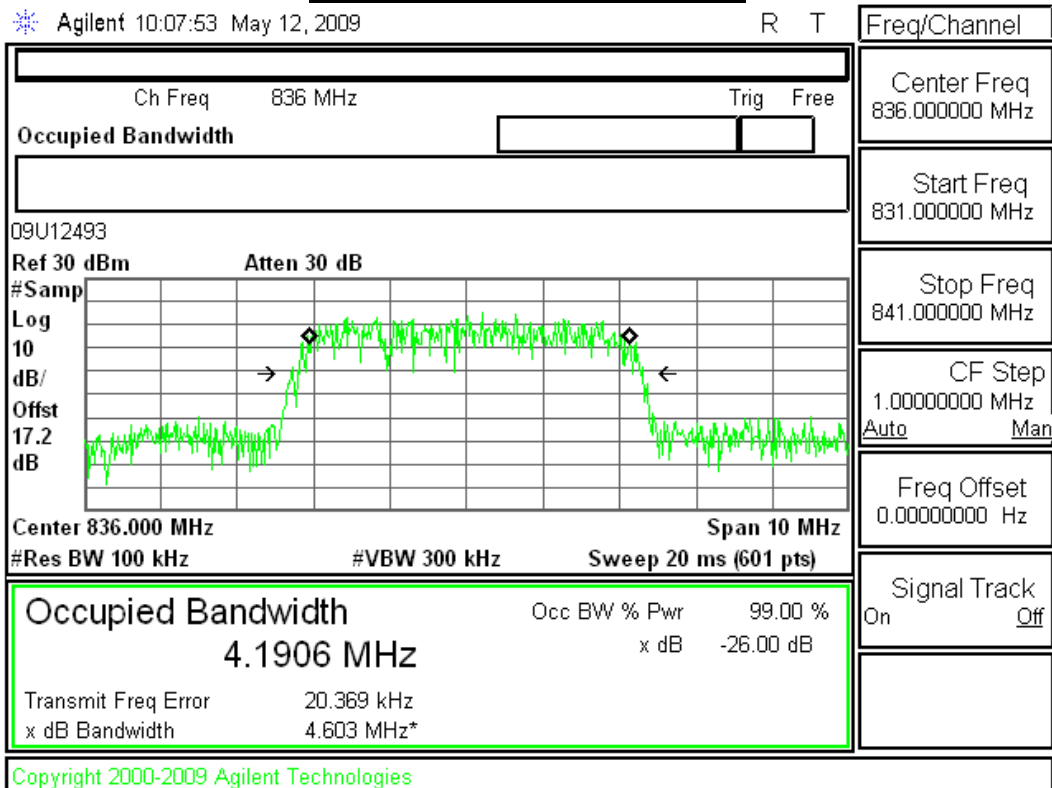 Agilent 10:07:53 May 12, 2009 R T
Ch Freq 836 MHz Trig Free
Occupied Bandwidth
09U12493
Ref 30 dBm Atten 30 dB
#Samp
Log
10
dB/
Offst
17.2
dB
Center 836.000 MHz Span 10 MHz
#Res BW 100 kHz #VBW 300 kHz Sweep 20 ms (601 pts)
Occupied Bandwidth
4.1906 MHz
Occ BW % Pwr 99.00 %
x dB -26.00 dB
Transmit Freq Error 20.369 kHz
x dB Bandwidth 4.603 MHz*
Copyright 2000-2009 Agilent Technologies
Freq/Channel
Center Freq
836.000000 MHz
Start Freq
831.000000 MHz
Stop Freq
841.000000 MHz
CF Step
1.00000000 MHz
Auto Man
Freq Offset
0.00000000 Hz
Signal Track
On Off